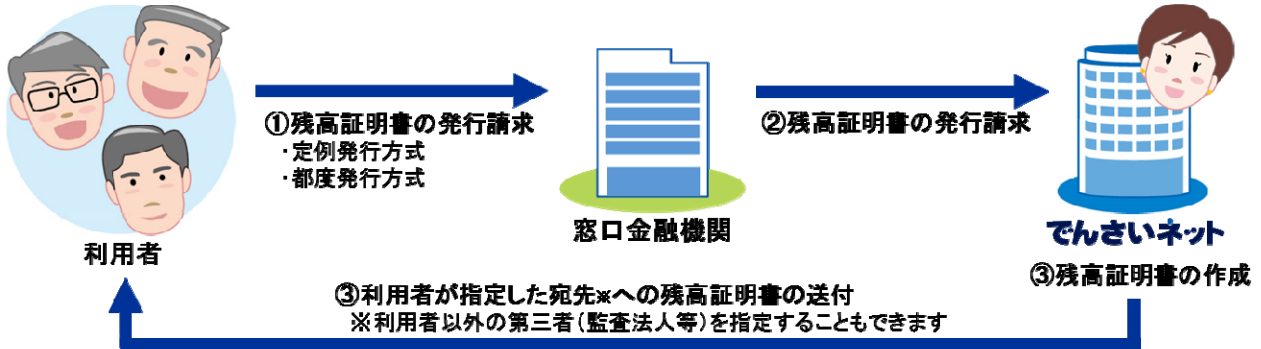 ①残高証明書の発行請求
・定例発行方式
・都度発行方式
②残高証明書の発行請求
利用者
窓口金融機関
でんさいネット
③残高証明書の作成
③利用者が指定した宛先※への残高証明書の送付
※利用者以外の第三者(監査法人等)を指定することもできます